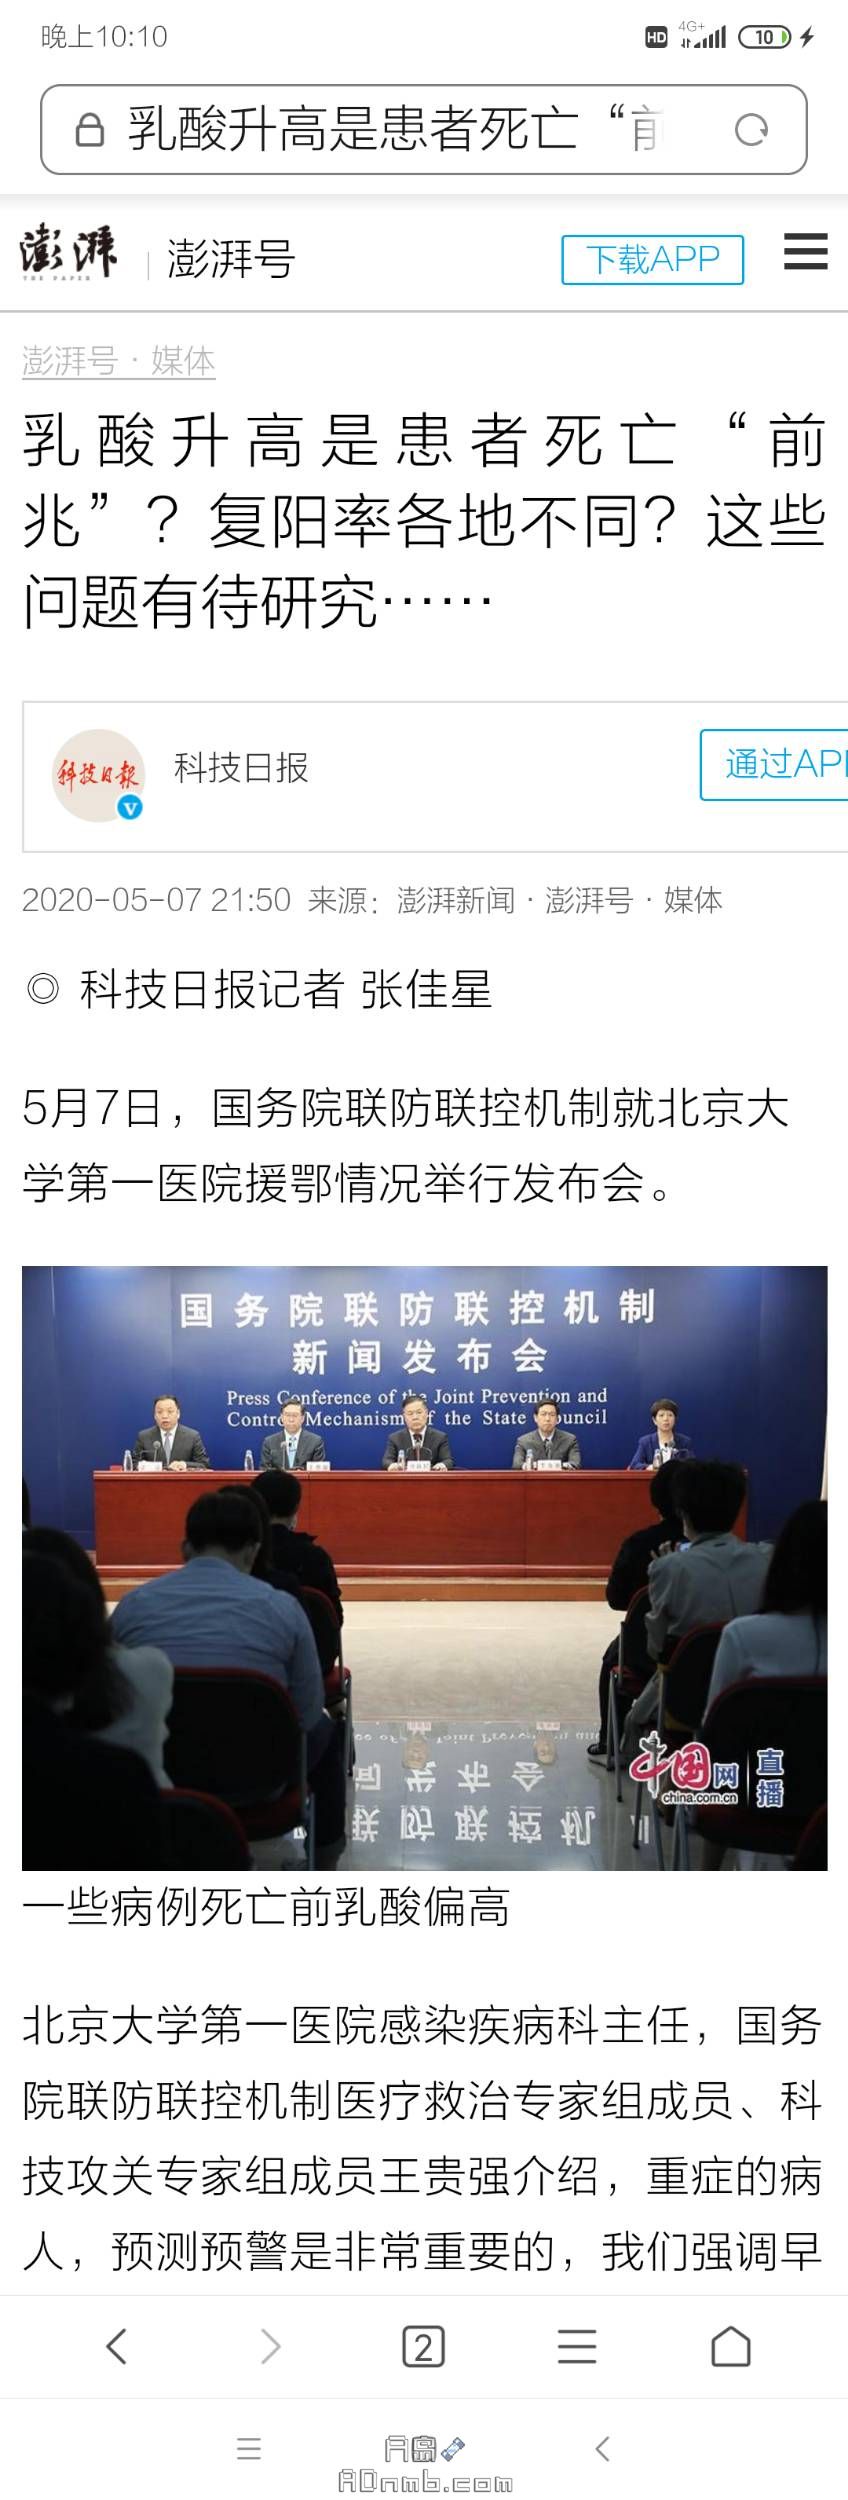 晚上10:10
HD 4G+ 10
乳酸升高是患者死亡“前
澎湃 THE PAPER 澎湃号 下载APP
澎湃号 · 媒体
乳酸升高是患者死亡“前
兆”？复阳率各地不同？这些
问题有待研究……
科技日报 科技日报 通过APP
2020-05-07 21:50 来源：澎湃新闻 · 澎湃号 · 媒体
◎ 科技日报记者 张佳星
5月7日，国务院联防联控机制就北京大
学第一医院援鄂情况举行发布会。
国务院联防联控机制
新闻发布会
Press Conference of the Joint Prevention and
Control Mechanism of the State Council
中国网 直播
china.com.cn
一些病例死亡前乳酸偏高
北京大学第一医院感染疾病科主任，国务
院联防联控机制医疗救治专家组成员、科
技攻关专家组成员王贵强介绍，重症的病
人，预测预警是非常重要的，我们强调早
2
A岛
ADnmb.com